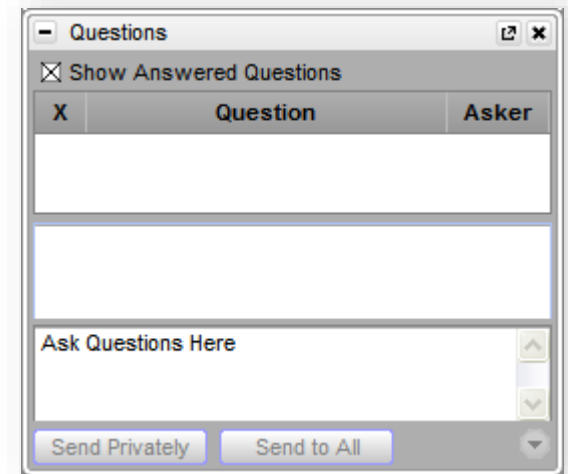 Questions
Show Answered Questions
X Question Asker
Ask Questions Here
Send Privately Send to All